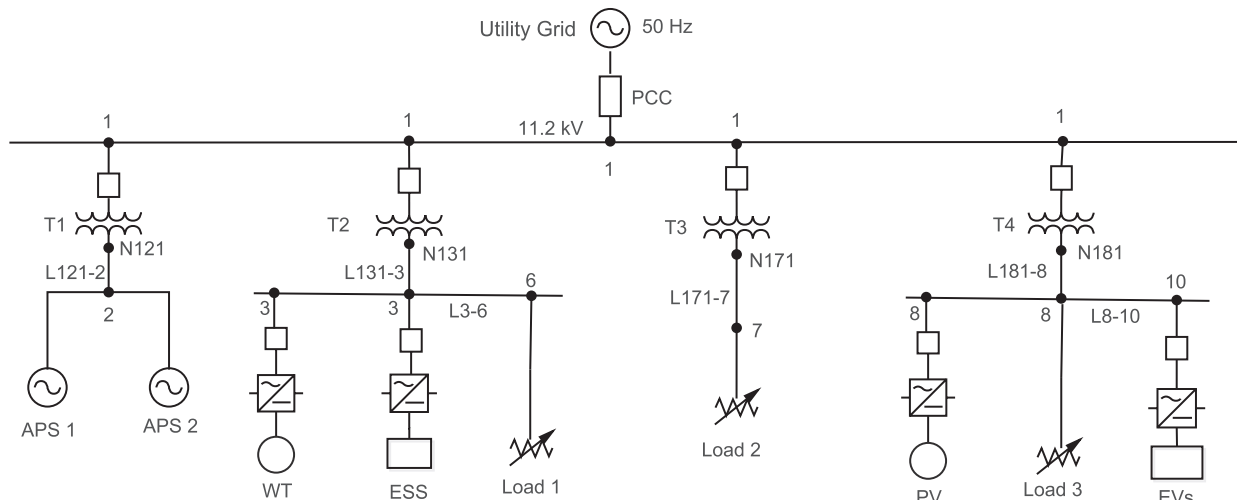 Utility Grid
50 Hz
PCC
11.2 kV
1
1
1
1
1
T1
N121
T2
N131
T3
N171
T4
N181
L121-2
L131-3
L171-7
L181-8
2
3
3
L3-6
6
7
8
8
L8-10
10
APS 1
APS 2
WT
ESS
Load 1
Load 2
PV
Load 3
EVs